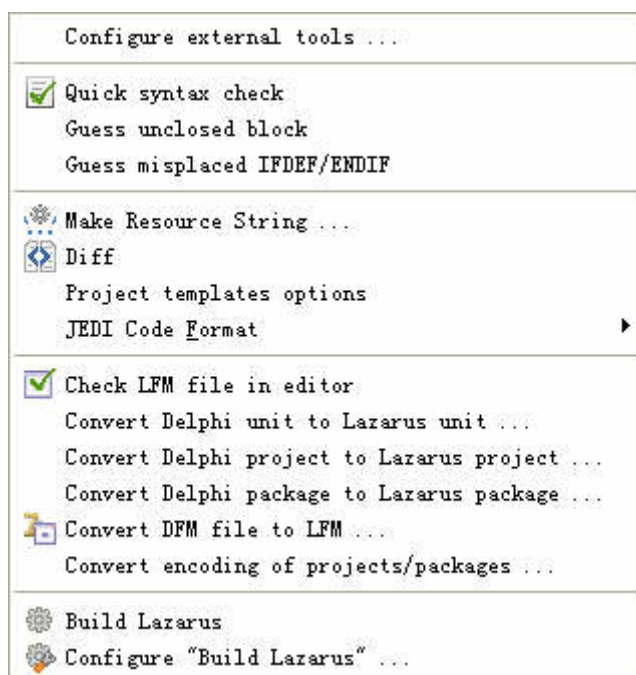 Configure external tools ...
Quick syntax check
Guess unclosed block
Guess misplaced IFDEF/ENDIF
Make Resource String ...
Diff
Project templates options
JEDI Code Format
Check LFM file in editor
Convert Delphi unit to Lazarus unit ...
Convert Delphi project to Lazarus project ...
Convert Delphi package to Lazarus package ...
Convert DFM file to LFM ...
Convert encoding of projects/packages ...
Build Lazarus
Configure "Build Lazarus" ...